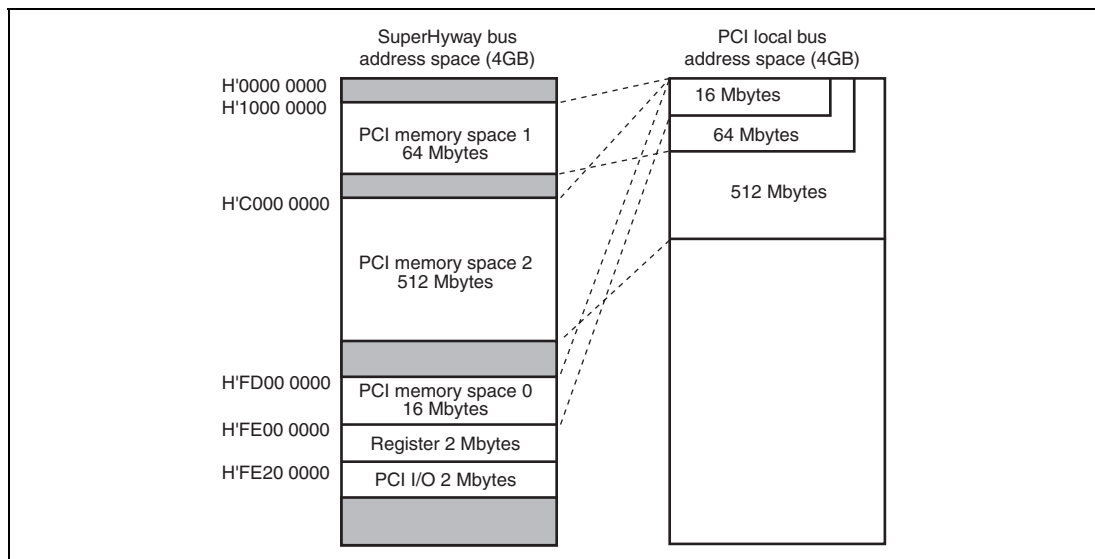 SuperHyway bus
address space (4GB)
H'0000 0000
H'1000 0000
PCI memory space 1
64 Mbytes
H'C000 0000
PCI memory space 2
512 Mbytes
H'FD00 0000
PCI memory space 0
16 Mbytes
H'FE00 0000
Register 2 Mbytes
H'FE20 0000
PCI I/O 2 Mbytes
PCI local bus
address space (4GB)
16 Mbytes
64 Mbytes
512 Mbytes